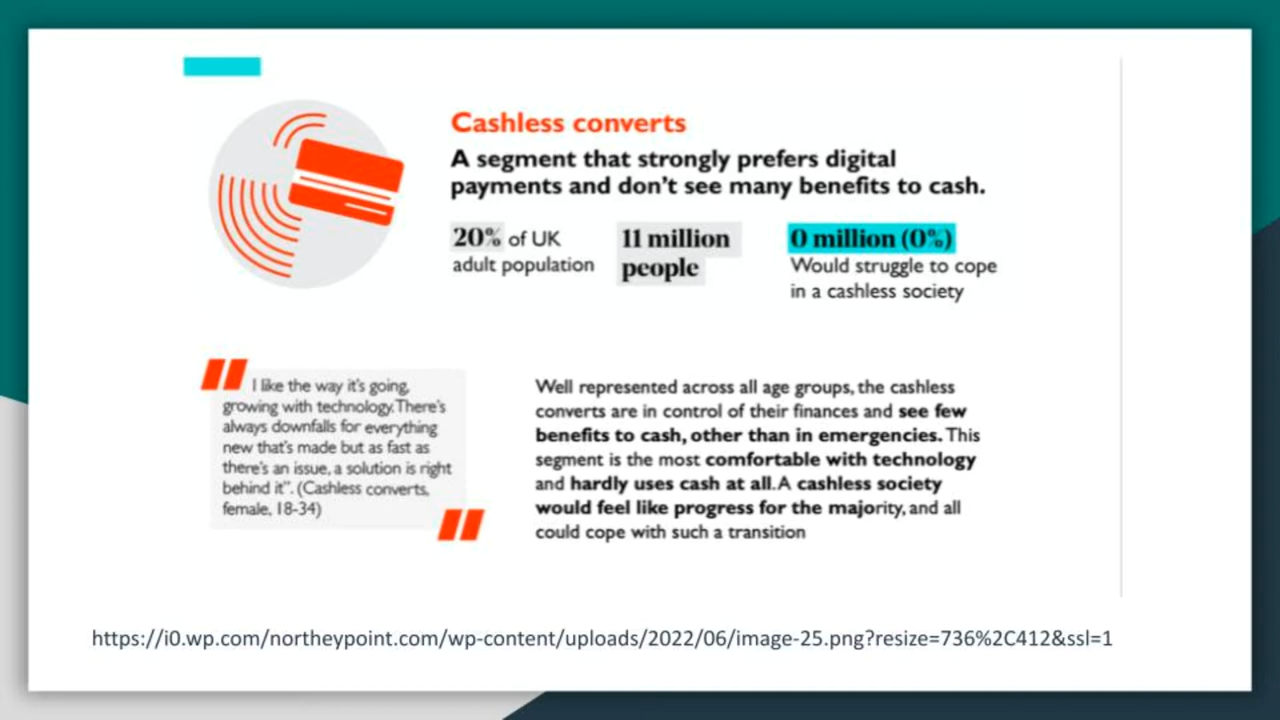 Cashless converts
A segment that strongly prefers digital
payments and don't see many benefits to cash.
20% of UK
adult population
11 million
people
0 million (0%)
Would struggle to cope
in a cashless society
I like the way it's going,
growing with technology. There's
always downfalls for everything
new that's made but as fast as
there's an issue, a solution is right
behind it". (Cashless converts,
female, 18-34)
Well represented across all age groups, the cashless
converts are in control of their finances and see few
benefits to cash, other than in emergencies. This
segment is the most comfortable with technology
and hardly uses cash at all. A cashless society
would feel like progress for the majority, and all
could cope with such a transition
https://i0.wp.com/northeypoint.com/wp-content/uploads/2022/06/image-25.png?resize=736%2C412&ssl=1